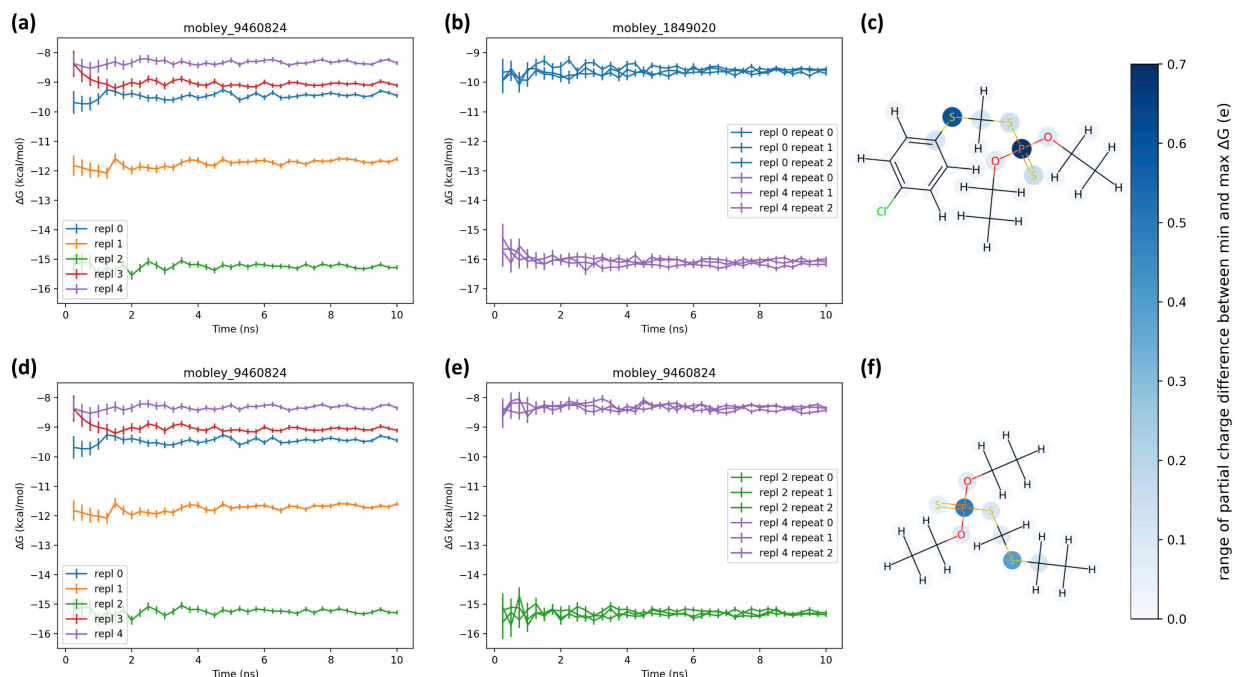 (a)
mobley_9460824
ΔG (kcal/mol)
−8
−9
−10
−11
−12
−13
−14
−15
−16
repl 0
repl 1
repl 2
repl 3
repl 4
0 2 4 6 8 10
Time (ns)
(b)
mobley_1849020
ΔG (kcal/mol)
−9
−10
−11
−12
−13
−14
−15
−16
−17
repl 0 repeat 0
repl 0 repeat 1
repl 0 repeat 2
repl 4 repeat 0
repl 4 repeat 1
repl 4 repeat 2
0 2 4 6 8 10
Time (ns)
(c)
H
H S S
H
H O
P
H O H
H H H
H S
H H
Cl H H
H
H
(d)
mobley_9460824
ΔG (kcal/mol)
−8
−9
−10
−11
−12
−13
−14
−15
−16
repl 0
repl 1
repl 2
repl 3
repl 4
0 2 4 6 8 10
Time (ns)
(e)
mobley_9460824
ΔG (kcal/mol)
−8
−9
−10
−11
−12
−13
−14
−15
−16
repl 2 repeat 0
repl 2 repeat 1
repl 2 repeat 2
repl 4 repeat 0
repl 4 repeat 1
repl 4 repeat 2
0 2 4 6 8 10
Time (ns)
(f)
H
H H
H
O H
S P S
H H
H O H
H H H
H
H S H
H H
0.7
0.6
0.5
0.4
0.3
0.2
0.1
0.0
range of partial charge difference between min and max ΔG (e)